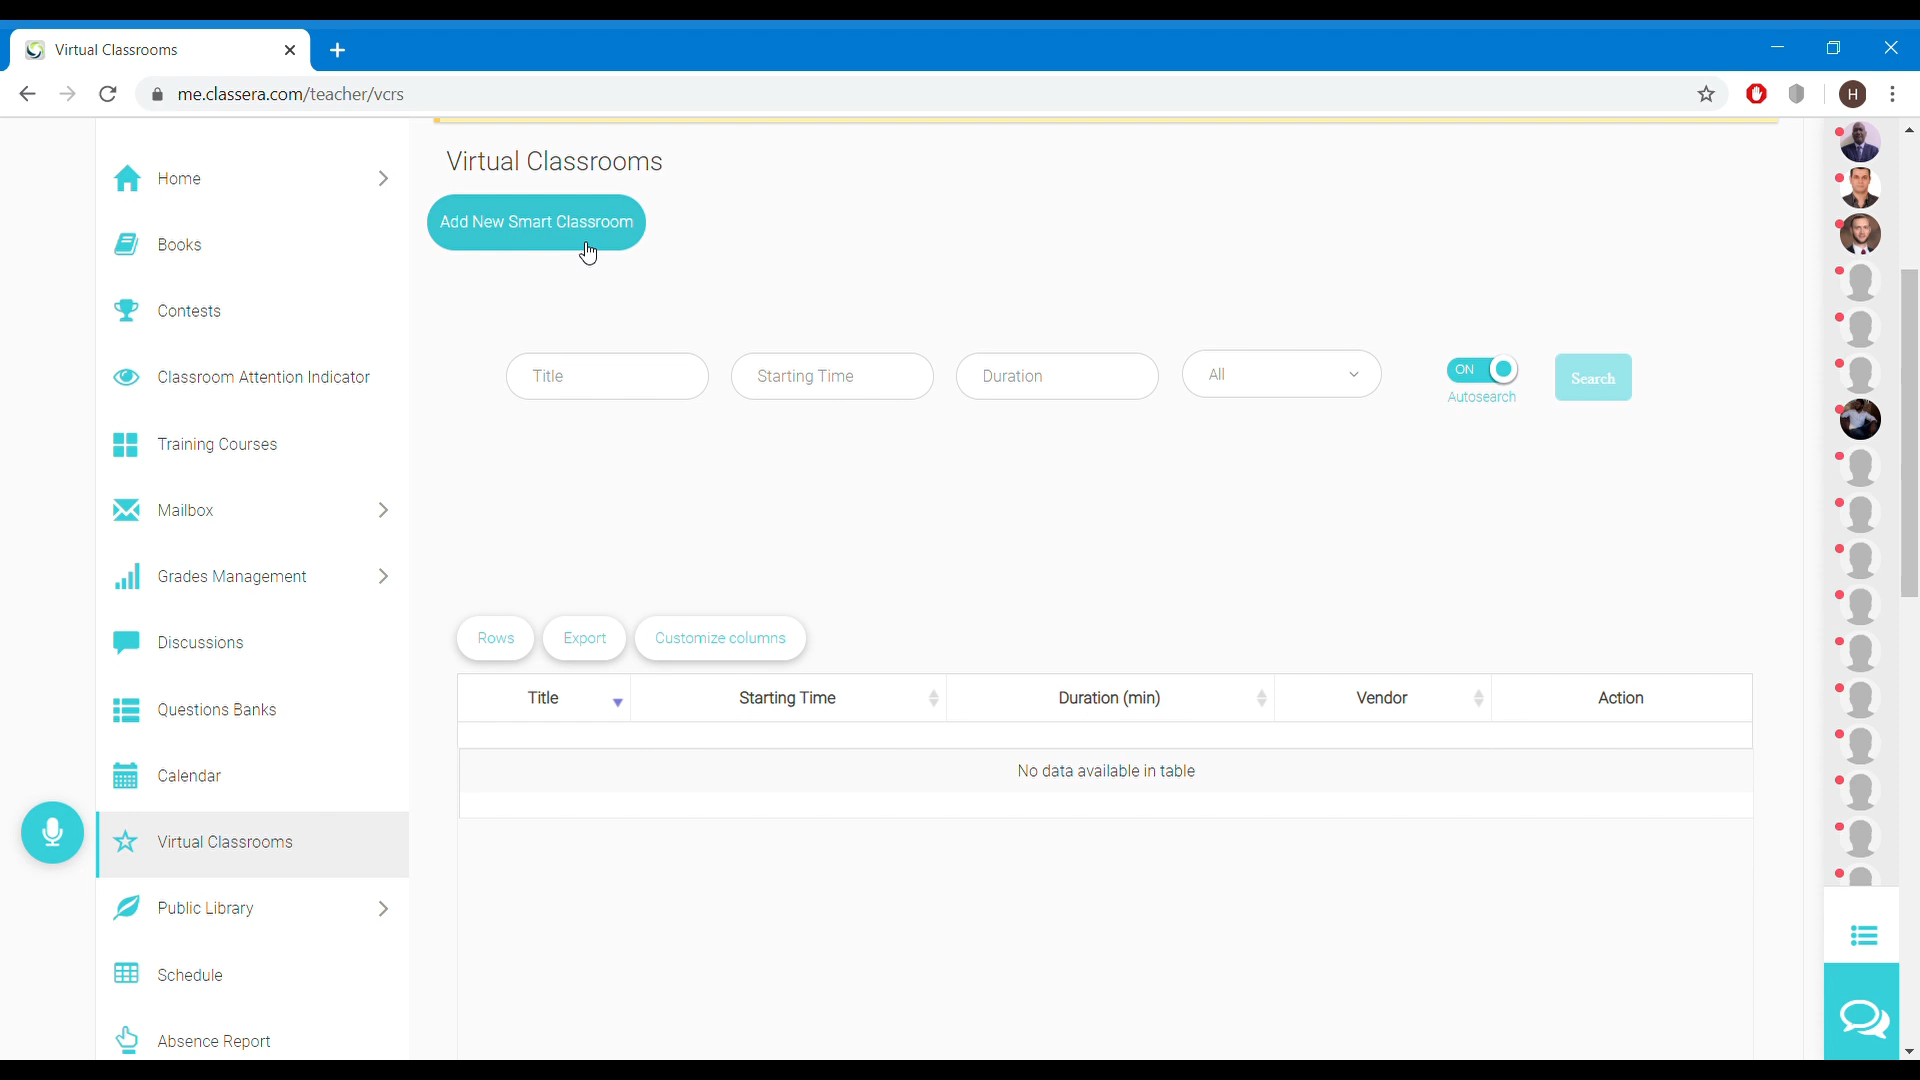 Virtual Classrooms
me.classera.com/teacher/vcrs
H
Home
Books
Contests
Classroom Attention Indicator
Training Courses
Mailbox
Grades Management
Discussions
Questions Banks
Calendar
Virtual Classrooms
Public Library
Schedule
Absence Report
Virtual Classrooms
Add New Smart Classroom
Title Starting Time Duration All ON Search
Autosearch
Rows Export Customize columns
Title Starting Time Duration (min) Vendor Action
No data available in table